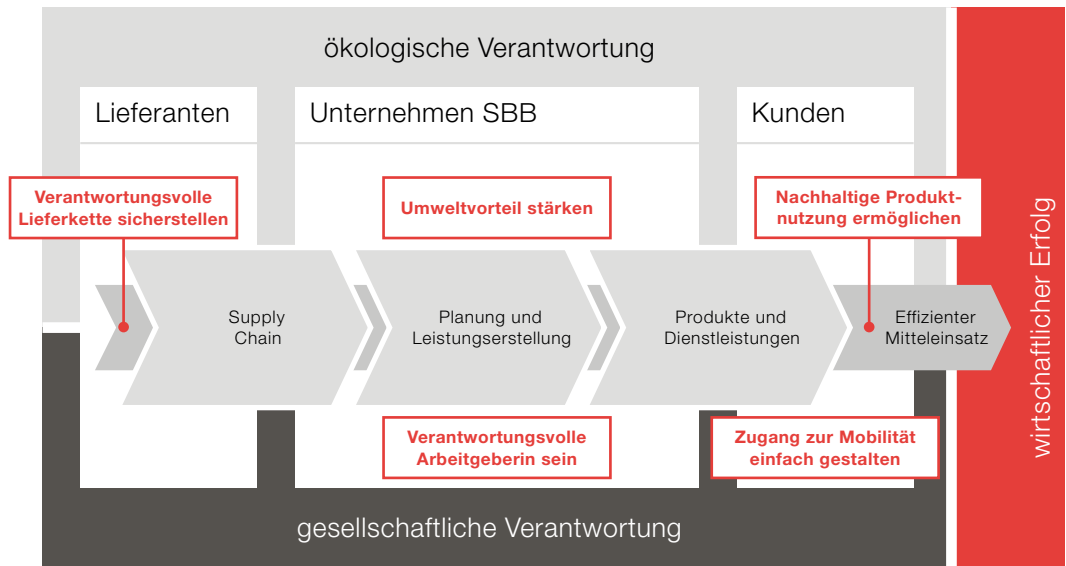 ökologische Verantwortung
Lieferanten
Unternehmen SBB
Kunden
Verantwortungsvolle
Lieferkette sicherstellen
Umweltvorteil stärken
Nachhaltige Produkt-
nutzung ermöglichen
Supply
Chain
Planung und
Leistungserstellung
Produkte und
Dienstleistungen
Effizienter
Mitteleinsatz
Verantwortungsvolle
Arbeitgeberin sein
Zugang zur Mobilität
einfach gestalten
gesellschaftliche Verantwortung
wirtschaftlicher Erfolg